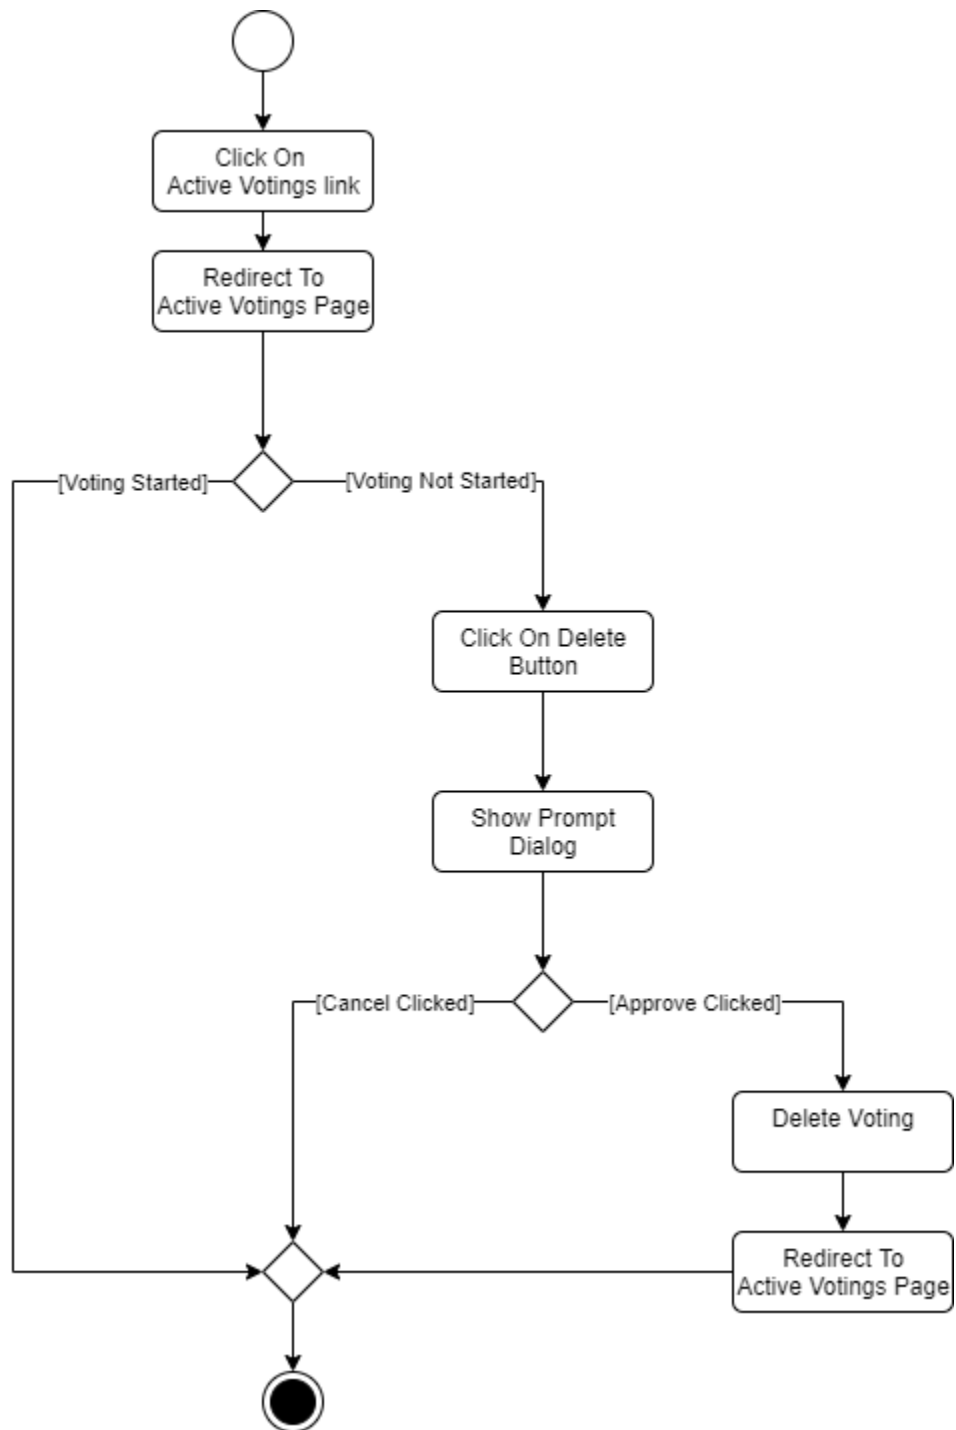 Click On
Active Votings link
Redirect To
Active Votings Page
[Voting Started]
[Voting Not Started]
Click On Delete
Button
Show Prompt
Dialog
[Cancel Clicked]
[Approve Clicked]
Delete Voting
Redirect To
Active Votings Page